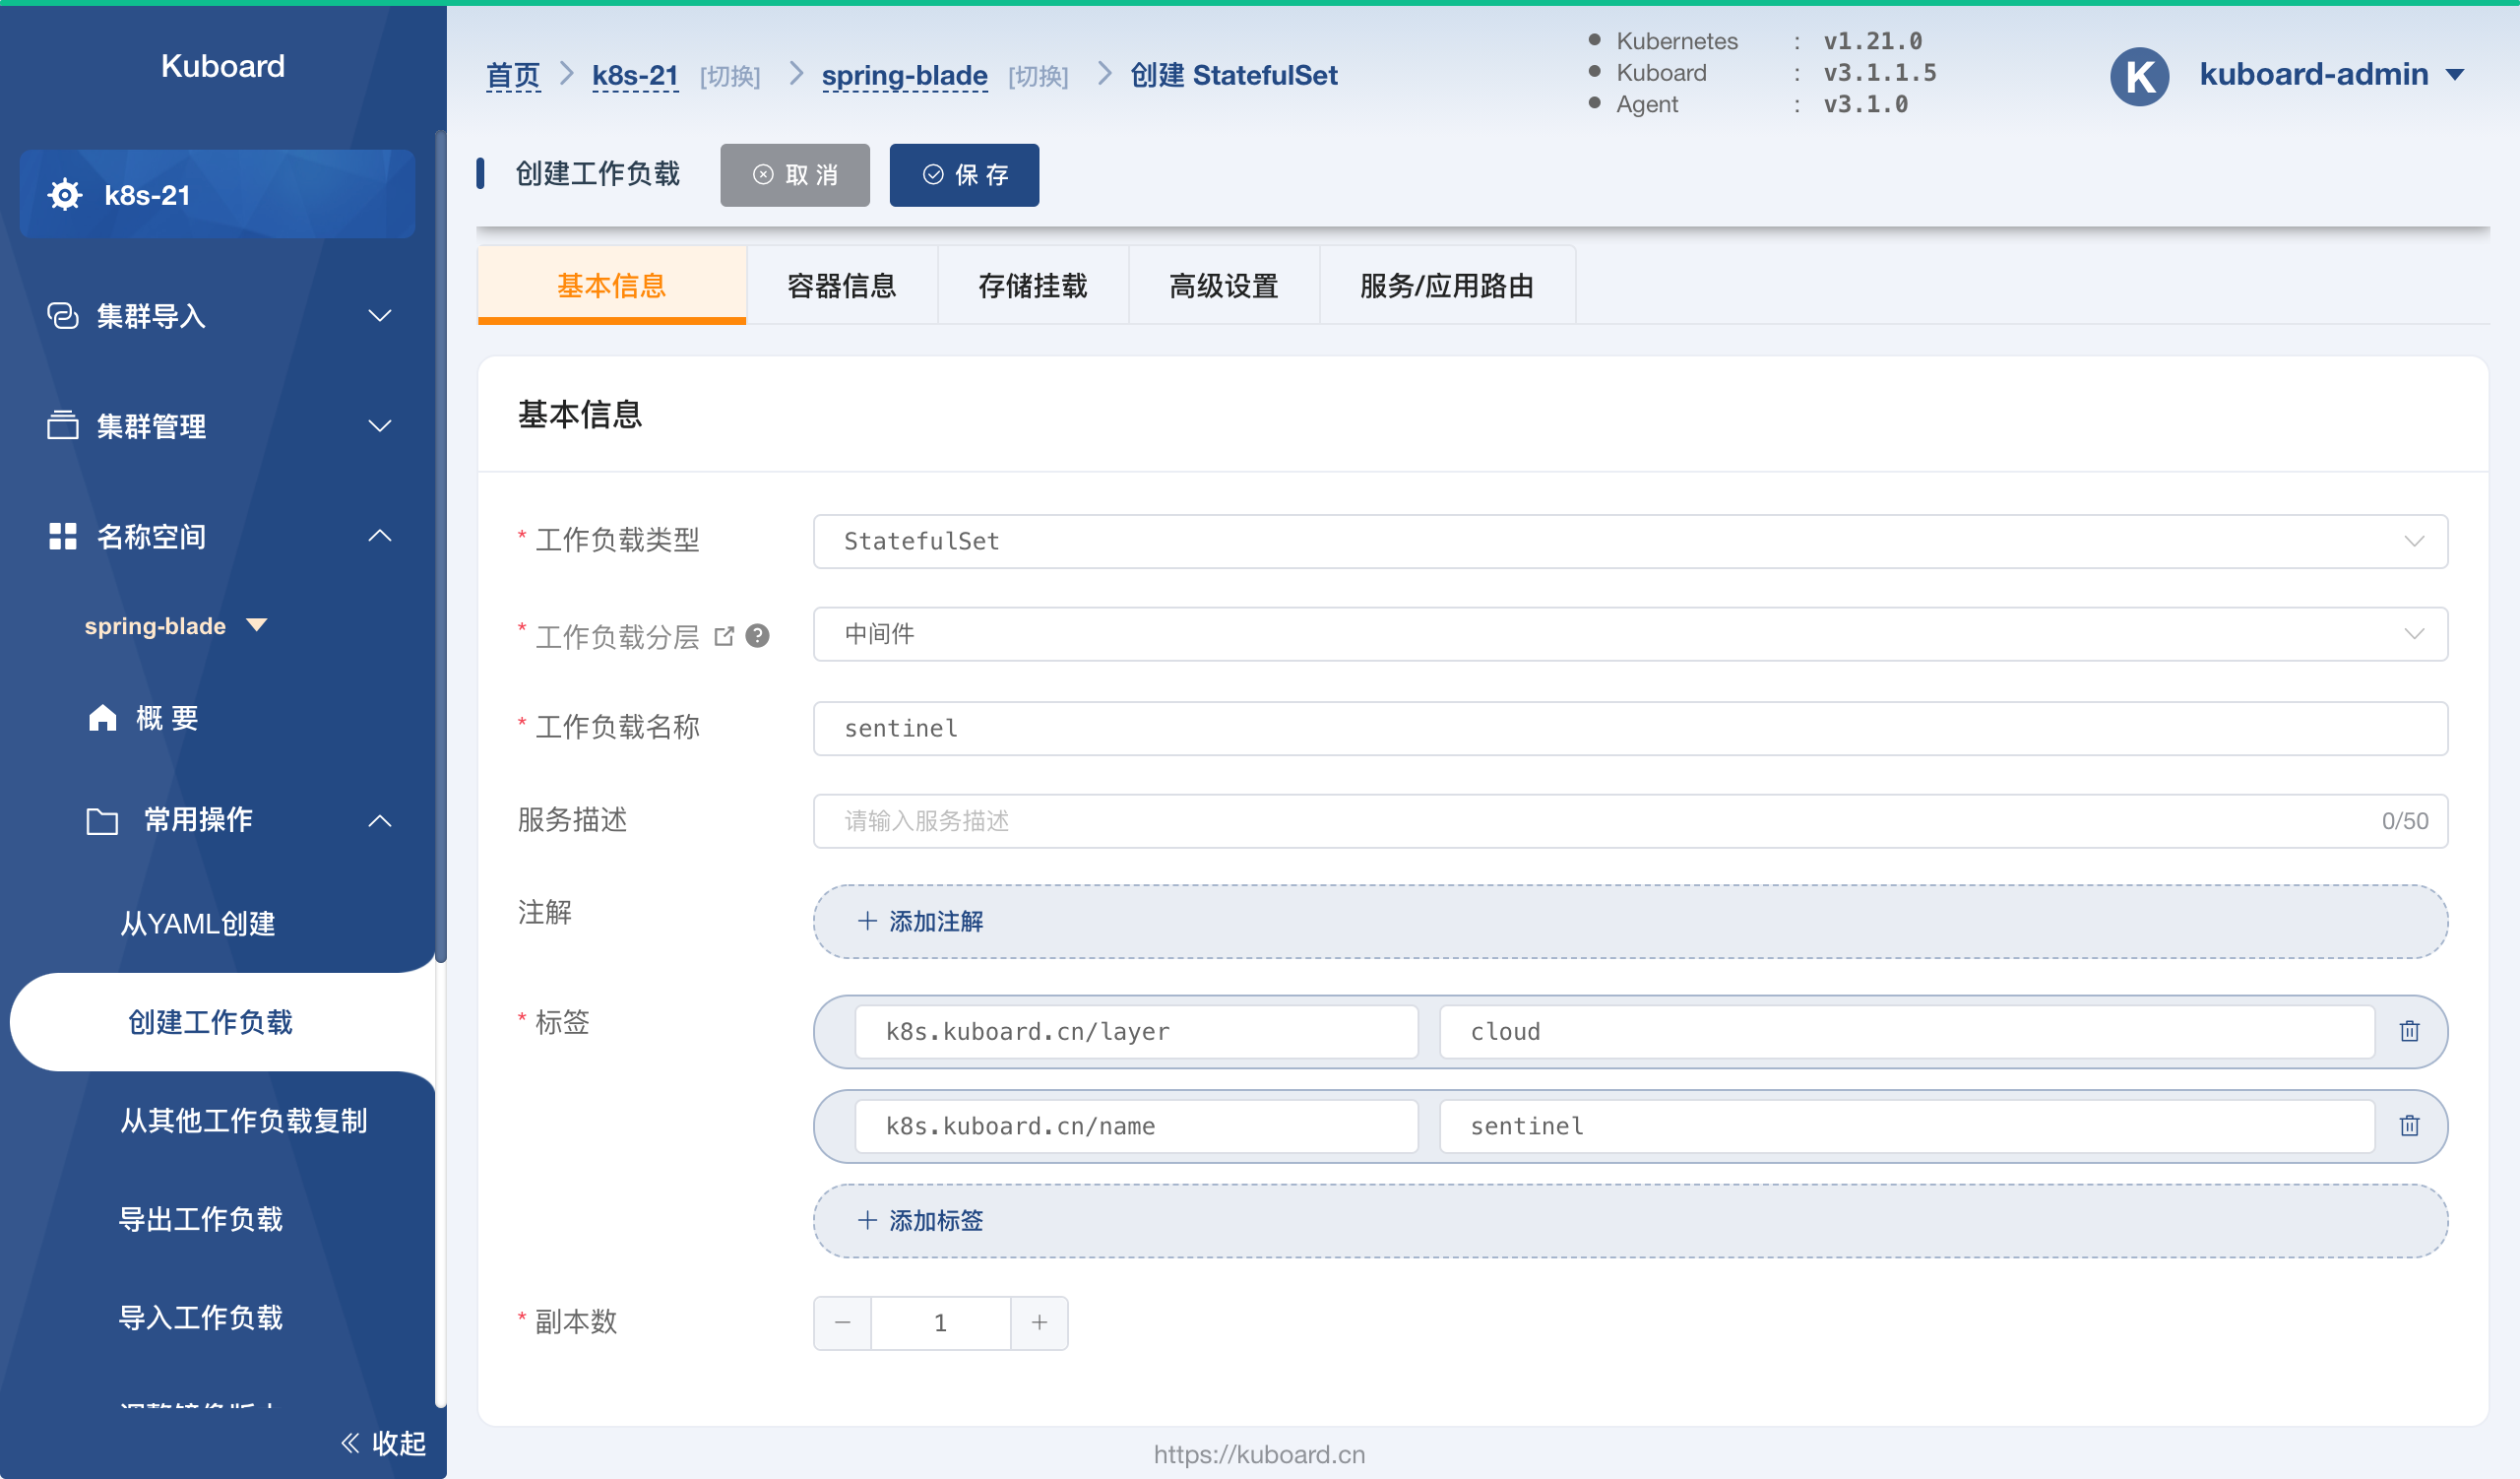 Kuboard
k8s-21
集群导入
集群管理
名称空间
spring-blade
概 要
常用操作
从YAML创建
创建工作负载
从其他工作负载复制
导出工作负载
导入工作负载
收起
首页 k8s-21 [切换] spring-blade [切换] 创建 StatefulSet
Kubernetes : v1.21.0
Kuboard : v3.1.1.5
Agent : v3.1.0
K kuboard-admin
创建工作负载 取 消 保 存
基本信息 容器信息 存储挂载 高级设置 服务/应用路由
基本信息
* 工作负载类型 StatefulSet
* 工作负载分层 ? 中间件
* 工作负载名称 sentinel
服务描述 请输入服务描述 0/50
注解 + 添加注解
* 标签 k8s.kuboard.cn/layer cloud
k8s.kuboard.cn/name sentinel
+ 添加标签
* 副本数 − 1 +
https://kuboard.cn